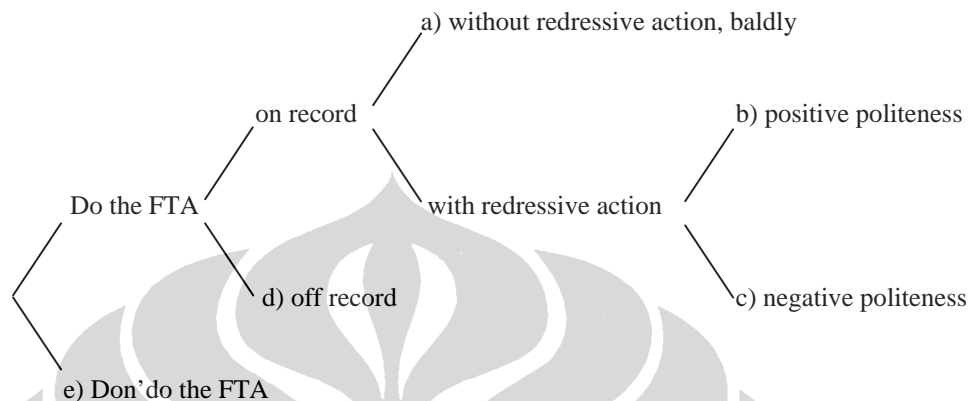 a) without redressive action, baldly
on record
b) positive politeness
Do the FTA
with redressive action
d) off record
c) negative politeness
e) Don'do the FTA